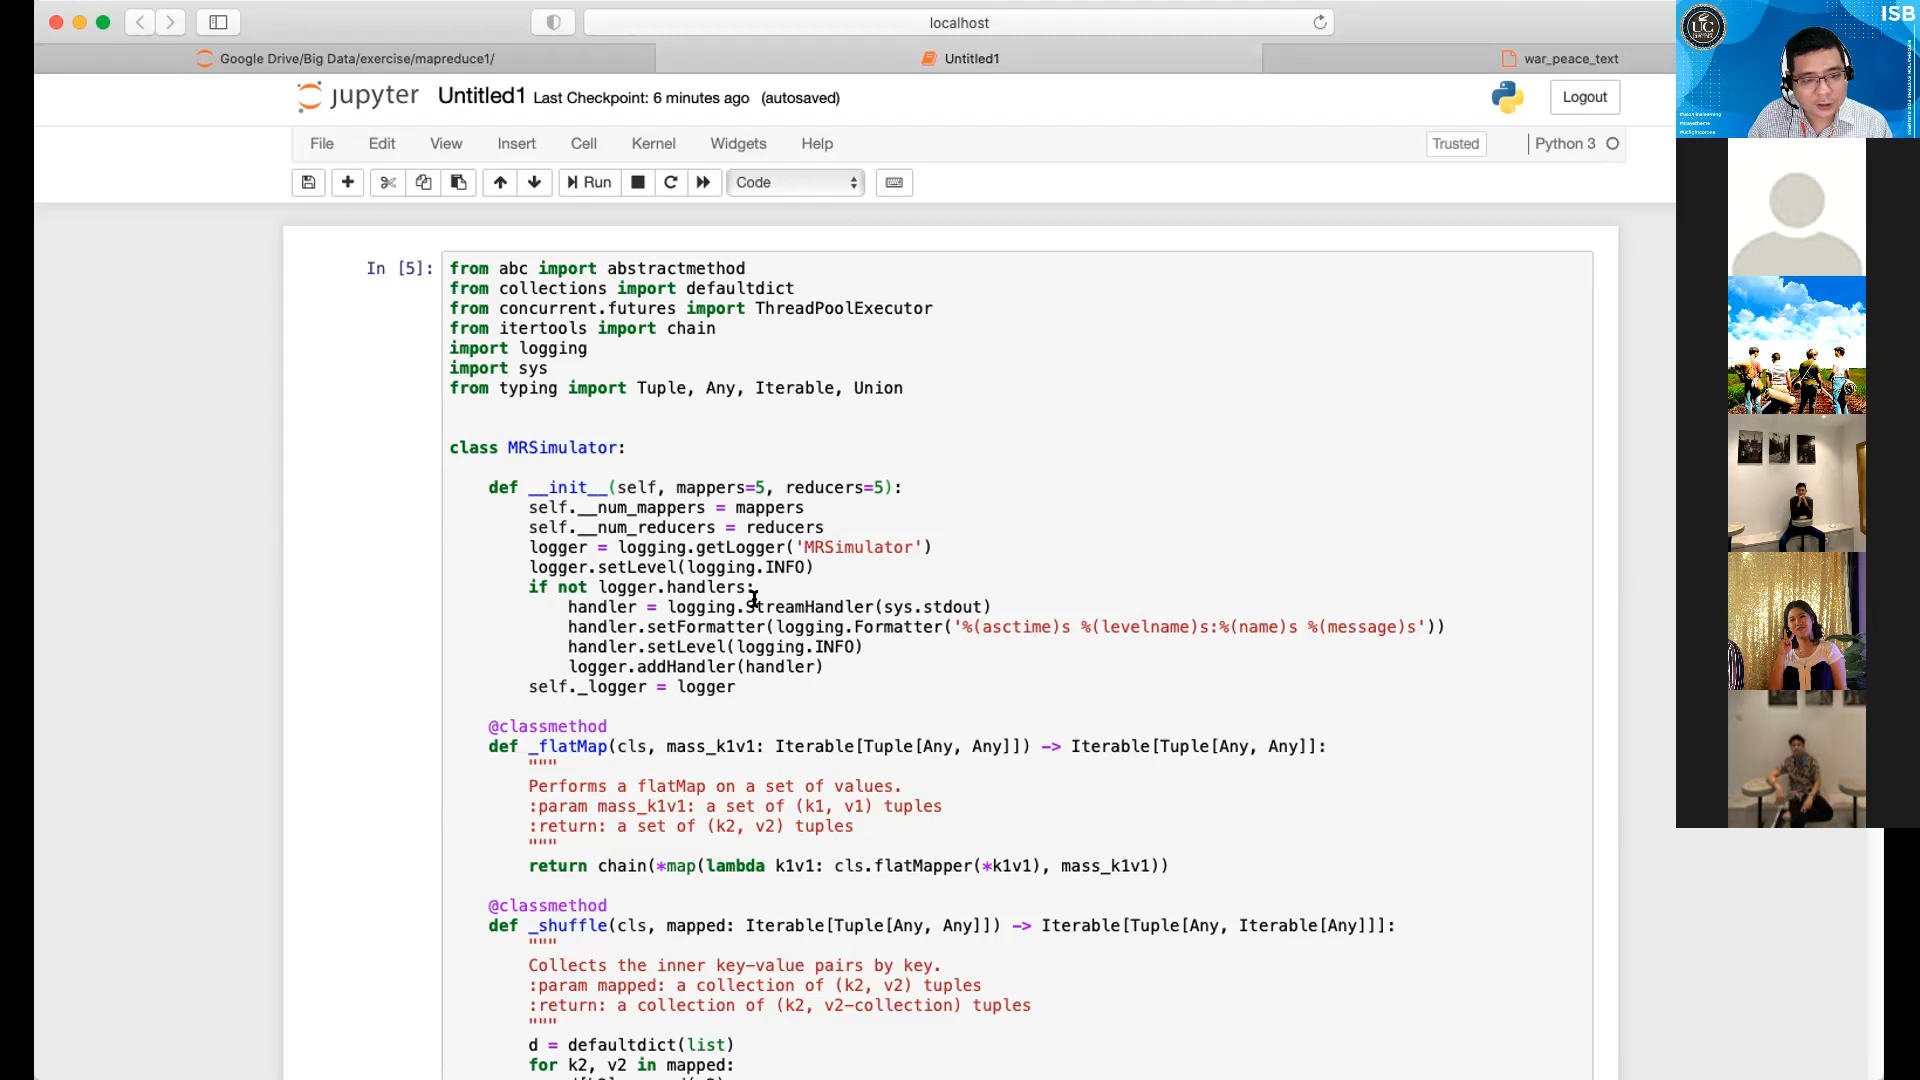 localhost
Google Drive/Big Data/exercise/mapreduce1/
Untitled1
war_peace_text
jupyter Untitled1 Last Checkpoint: 6 minutes ago (autosaved)
Logout
File Edit View Insert Cell Kernel Widgets Help
Trusted
Python 3
Run
Code
In [5]:
from abc import abstractmethod
from collections import defaultdict
from concurrent.futures import ThreadPoolExecutor
from itertools import chain
import logging
import sys
from typing import Tuple, Any, Iterable, Union
class MRSimulator:
def __init__(self, mappers=5, reducers=5):
self.__num_mappers = mappers
self.__num_reducers = reducers
logger = logging.getLogger('MRSimulator')
logger.setLevel(logging.INFO)
if not logger.handlers:
handler = logging.StreamHandler(sys.stdout)
handler.setFormatter(logging.Formatter('%(asctime)s %(levelname)s:%(name)s %(message)s'))
handler.setLevel(logging.INFO)
logger.addHandler(handler)
self._logger = logger
@classmethod
def _flatMap(cls, mass_k1v1: Iterable[Tuple[Any, Any]]) -> Iterable[Tuple[Any, Any]]:
"""
Performs a flatMap on a set of values.
:param mass_k1v1: a set of (k1, v1) tuples
:return: a set of (k2, v2) tuples
"""
return chain(*map(lambda k1v1: cls.flatMapper(*k1v1), mass_k1v1))
@classmethod
def _shuffle(cls, mapped: Iterable[Tuple[Any, Any]]) -> Iterable[Tuple[Any, Iterable[Any]]]:
"""
Collects the inner key-value pairs by key.
:param mapped: a collection of (k2, v2) tuples
:return: a collection of (k2, v2-collection) tuples
"""
d = defaultdict(list)
for k2, v2 in mapped:
UC
ISB
INFORMATION SYSTEMS FOR BUSINESS